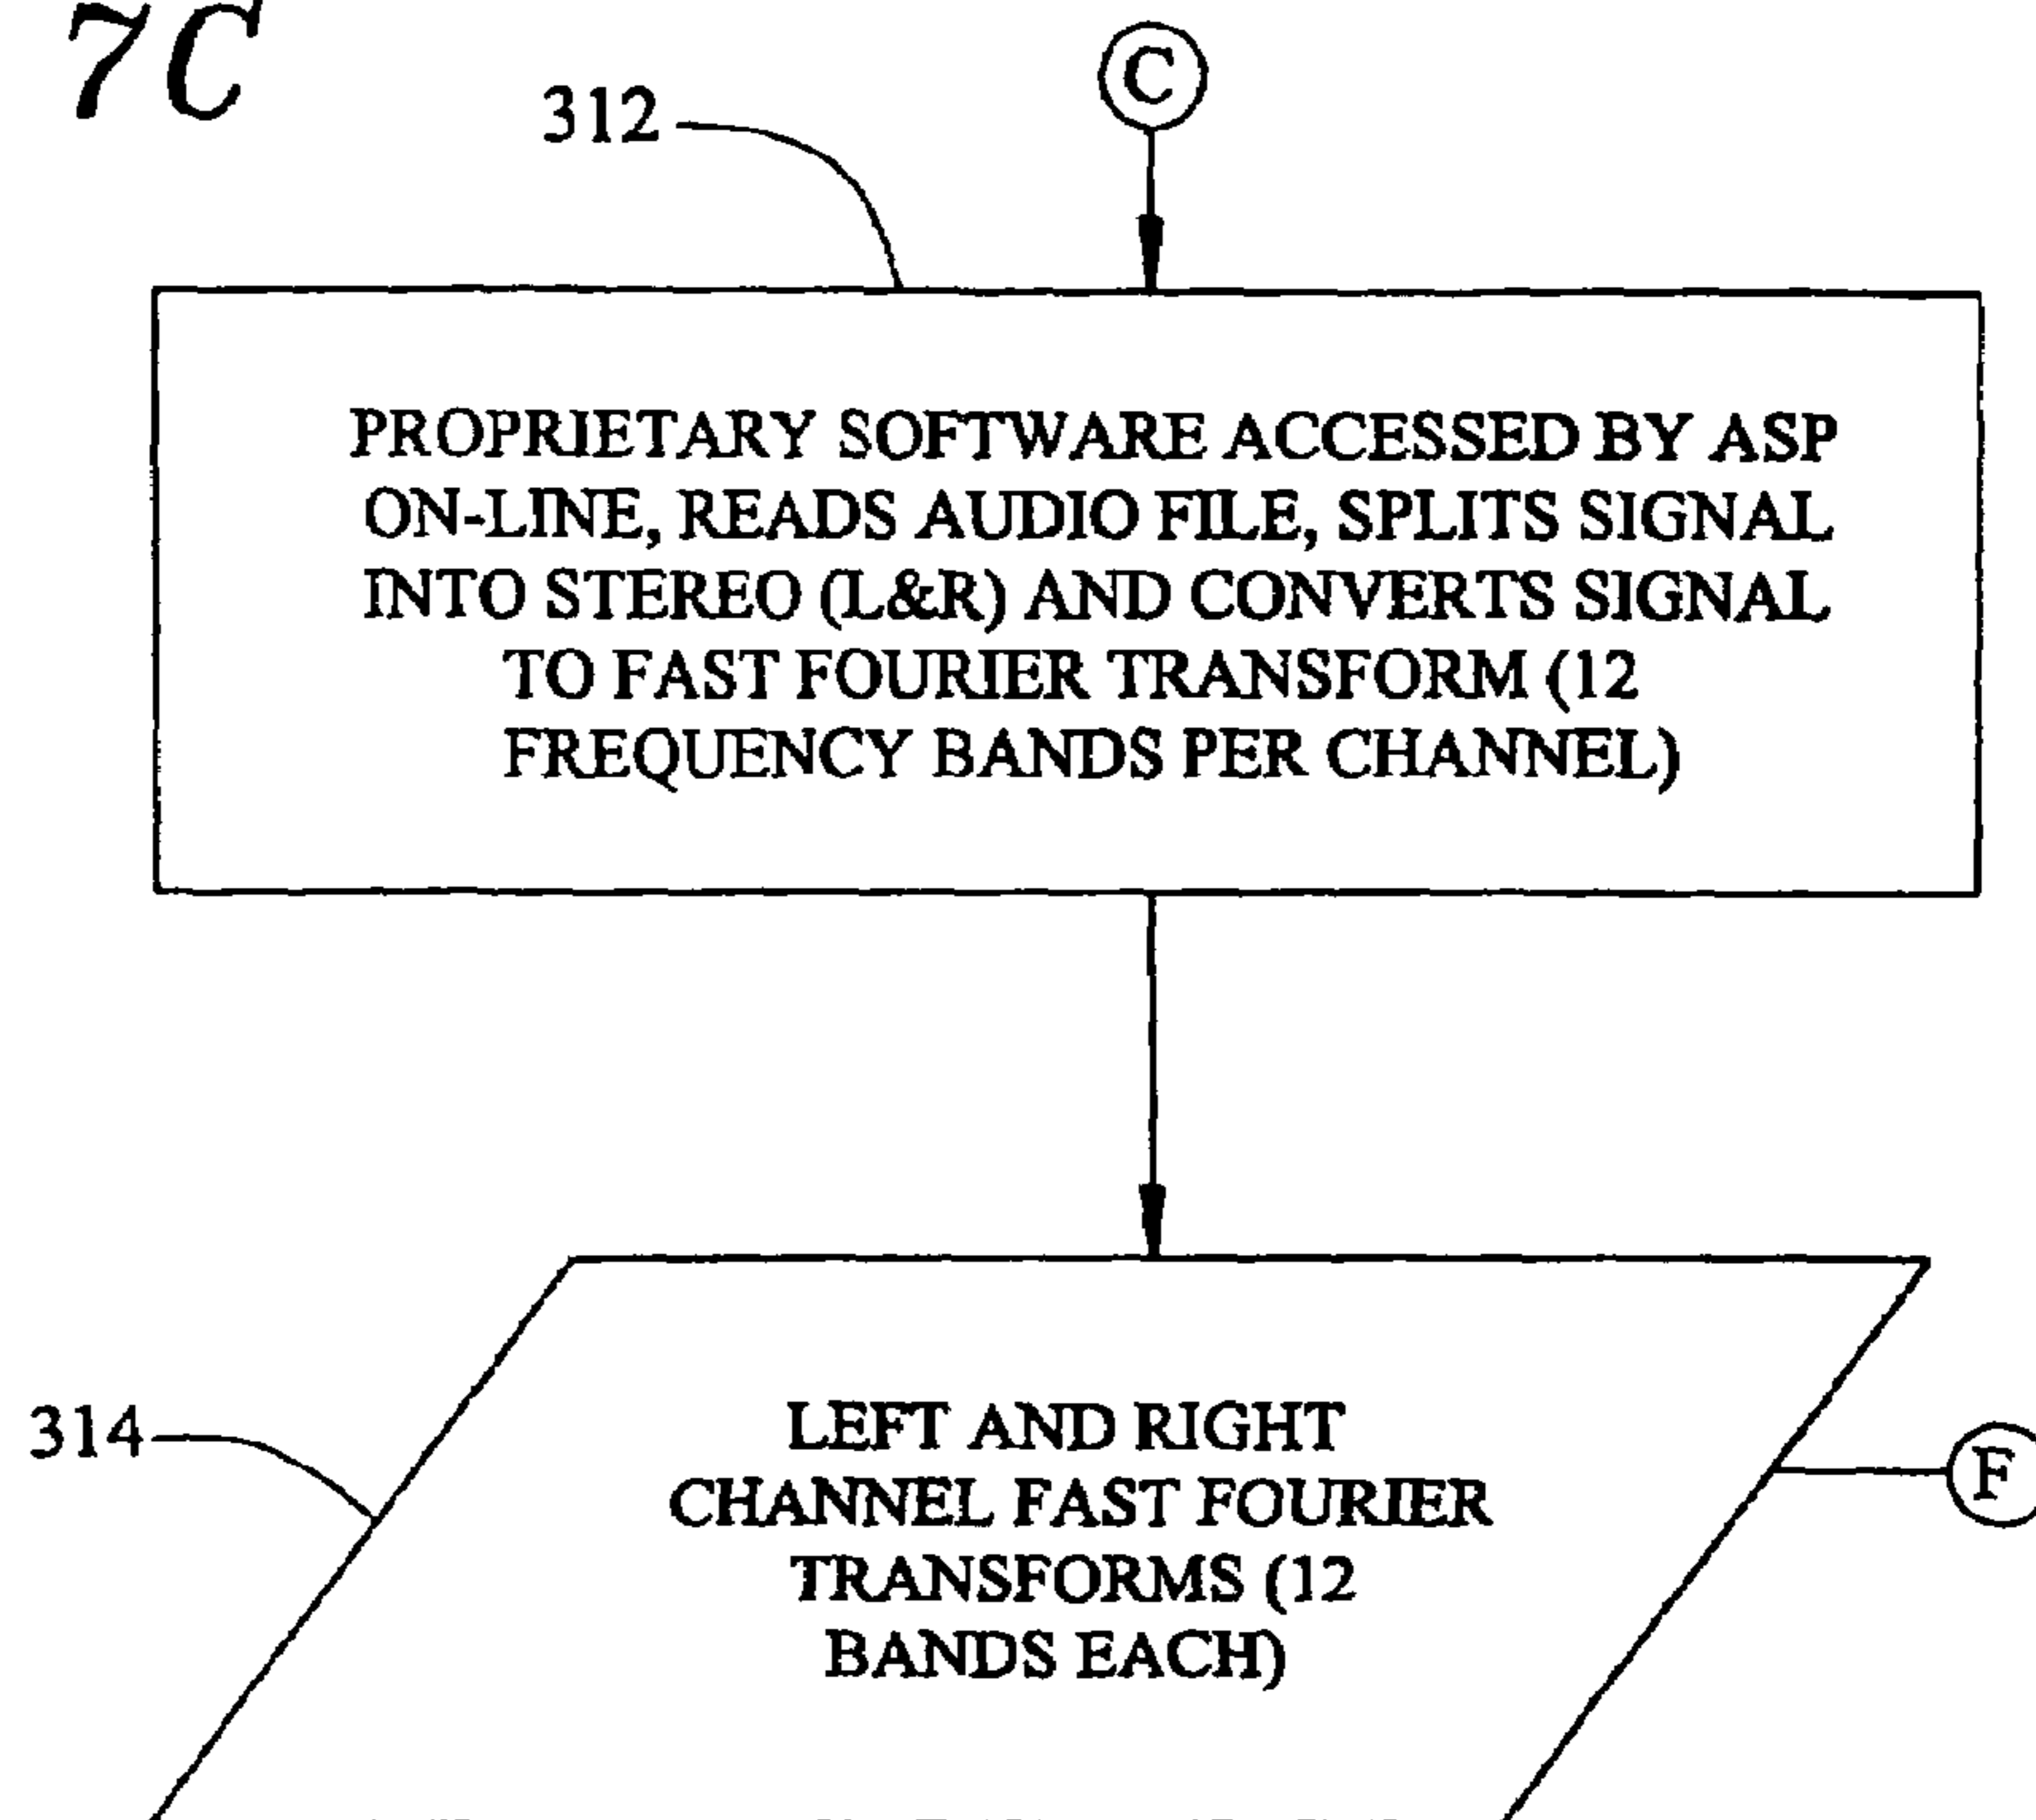 7C
C
312
PROPRIETARY SOFTWARE ACCESSED BY ASP
ON-LINE, READS AUDIO FILE, SPLITS SIGNAL
INTO STEREO (L&R) AND CONVERTS SIGNAL
TO FAST FOURIER TRANSFORM (12
FREQUENCY BANDS PER CHANNEL)
314
LEFT AND RIGHT
CHANNEL FAST FOURIER
TRANSFORMS (12
BANDS EACH)
F